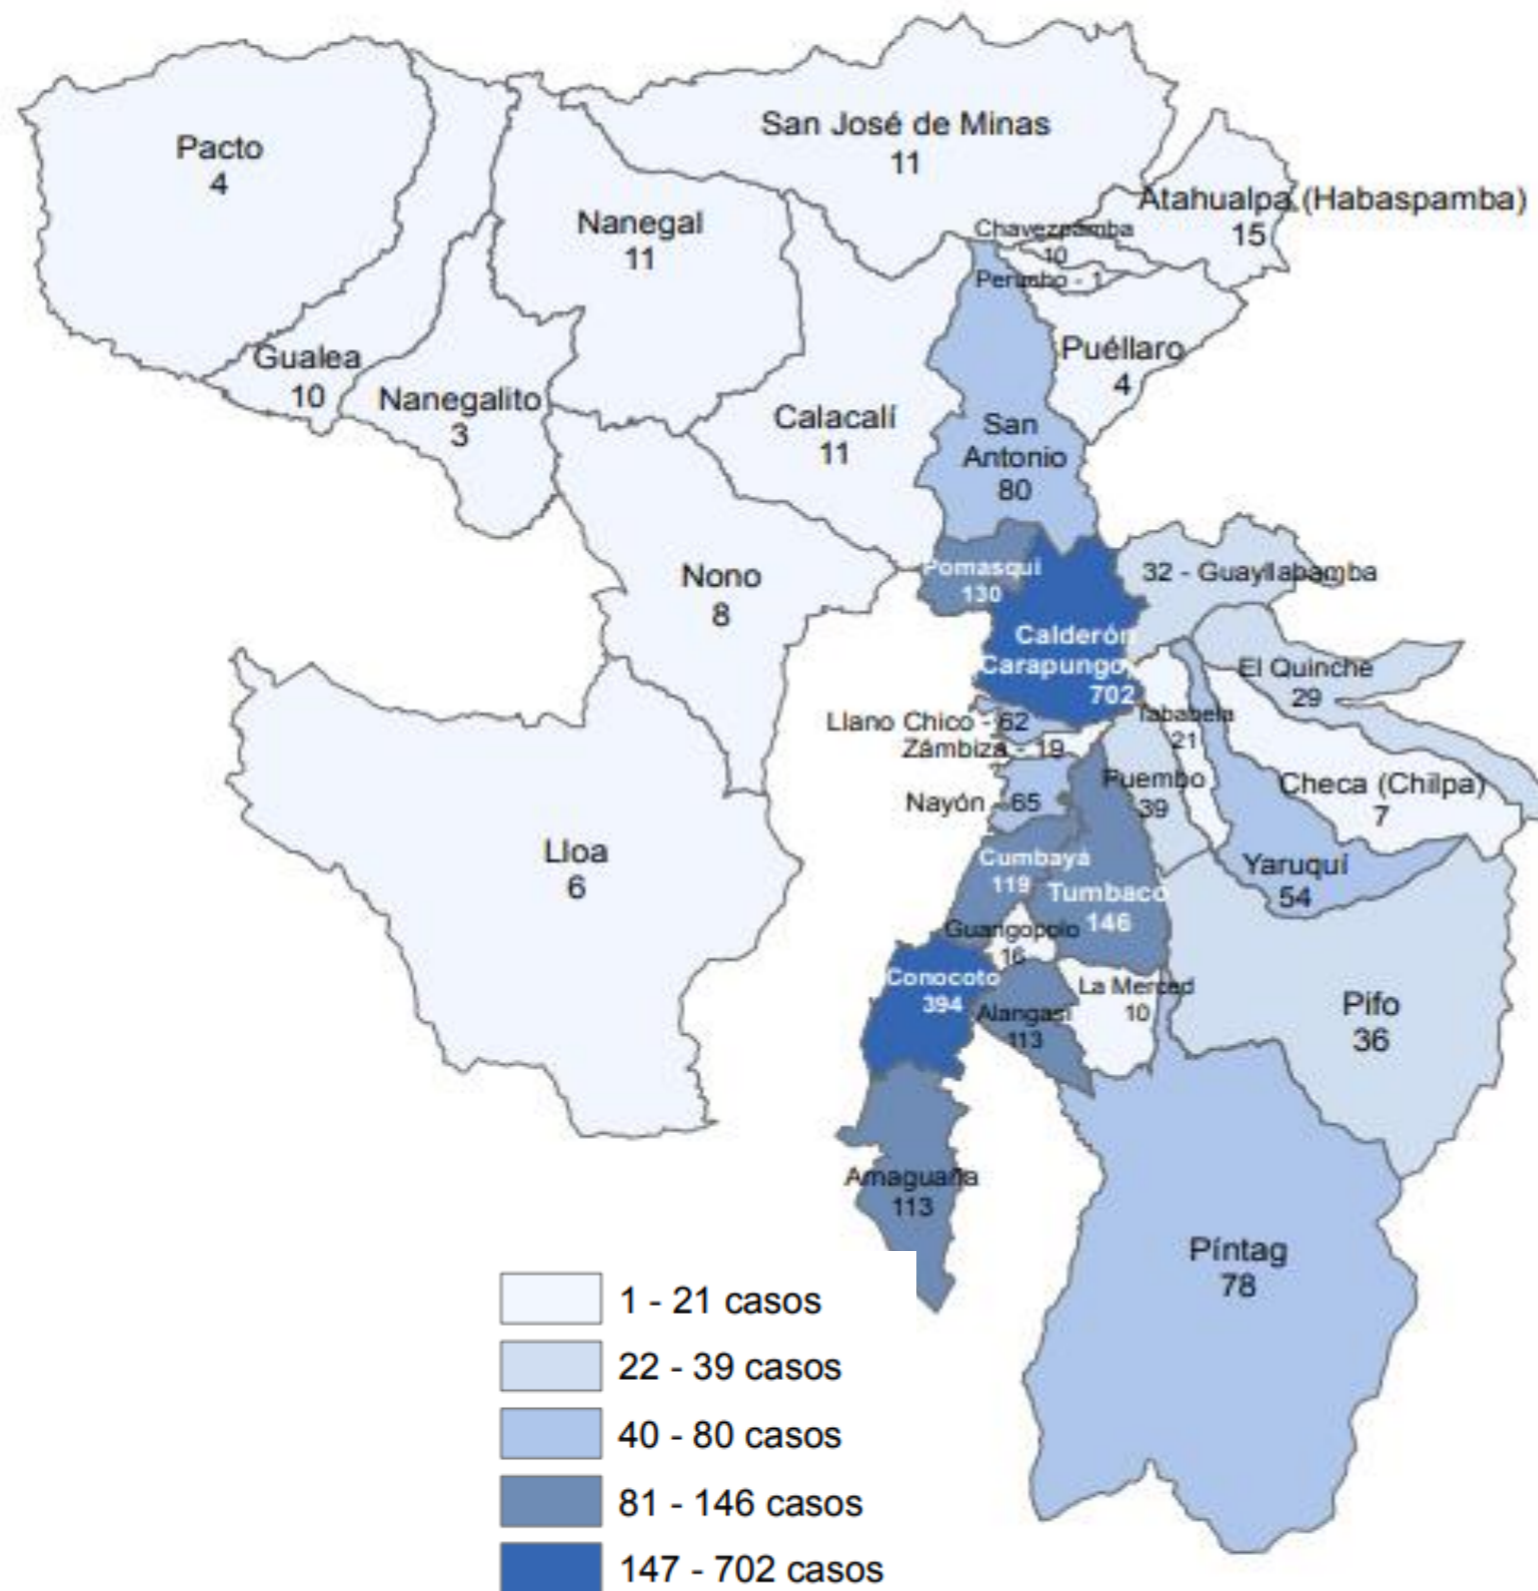 San José de Minas
11
Pacto
4
Atahualpa (Habaspamba)
15
Nanegal
11
Chavezpamba
10
Perucho - 1
Puéllaro
4
Gualea
10
Nanegalito
3
Calacalí
11
San
Antonio
80
Pomasqui
130
32 - Guayllabamba
Nono
8
Calderón
Carapungo
702
El Quinche
29
Llano Chico - 62
Tababela
21
Zámbiza - 19
Nayón - 65
Puembo
39
Checa (Chilpa)
7
Lloa
6
Cumbayá
119
Yaruquí
54
Tumbaco
146
Guangopolo
16
Conocoto
394
La Merced
10
Alangasí
113
Pifo
36
Amaguaña
113
Píntag
78
1 - 21 casos
22 - 39 casos
40 - 80 casos
81 - 146 casos
147 - 702 casos